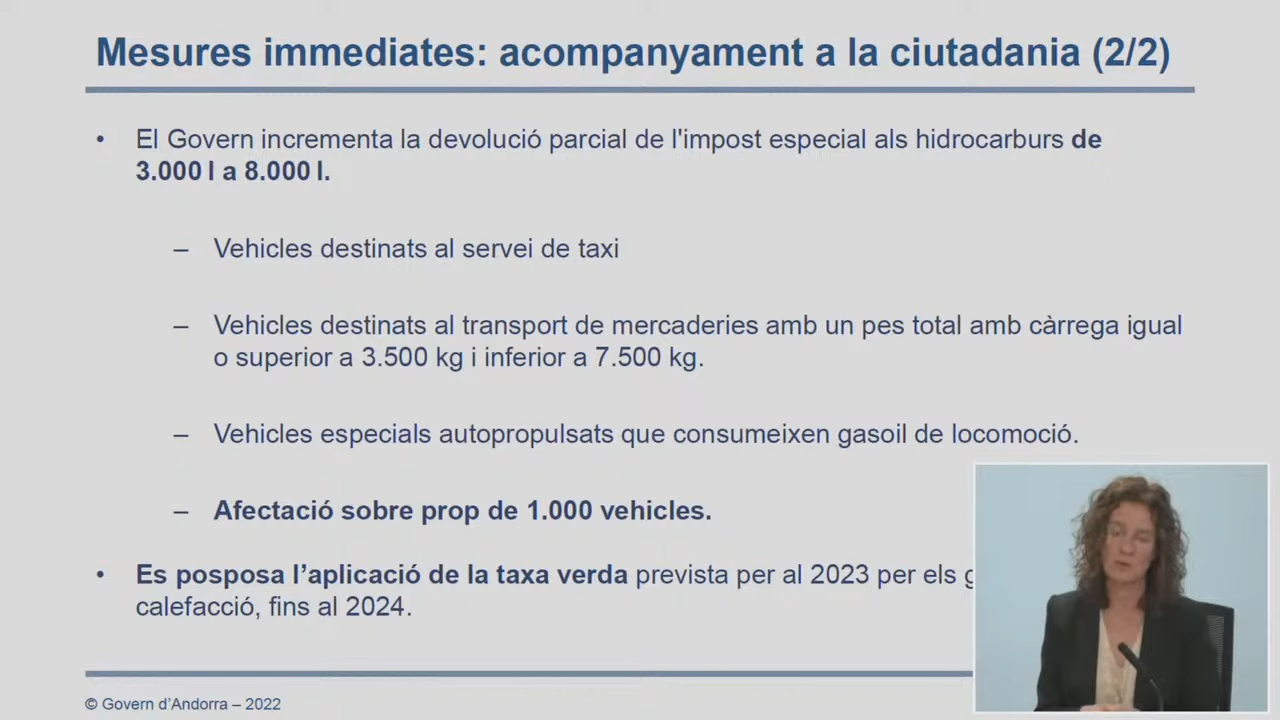 Mesures immediates: acompanyament a la ciutadania (2/2)
• El Govern incrementa la devolució parcial de l'impost especial als hidrocarburs de
3.000 l a 8.000 l.
– Vehicles destinats al servei de taxi
– Vehicles destinats al transport de mercaderies amb un pes total amb càrrega igual
o superior a 3.500 kg i inferior a 7.500 kg.
– Vehicles especials autopropulsats que consumeixen gasoil de locomoció.
– Afectació sobre prop de 1.000 vehicles.
• Es posposa l’aplicació de la taxa verda prevista per al 2023 per els
calefacció, fins al 2024.
© Govern d’Andorra – 2022